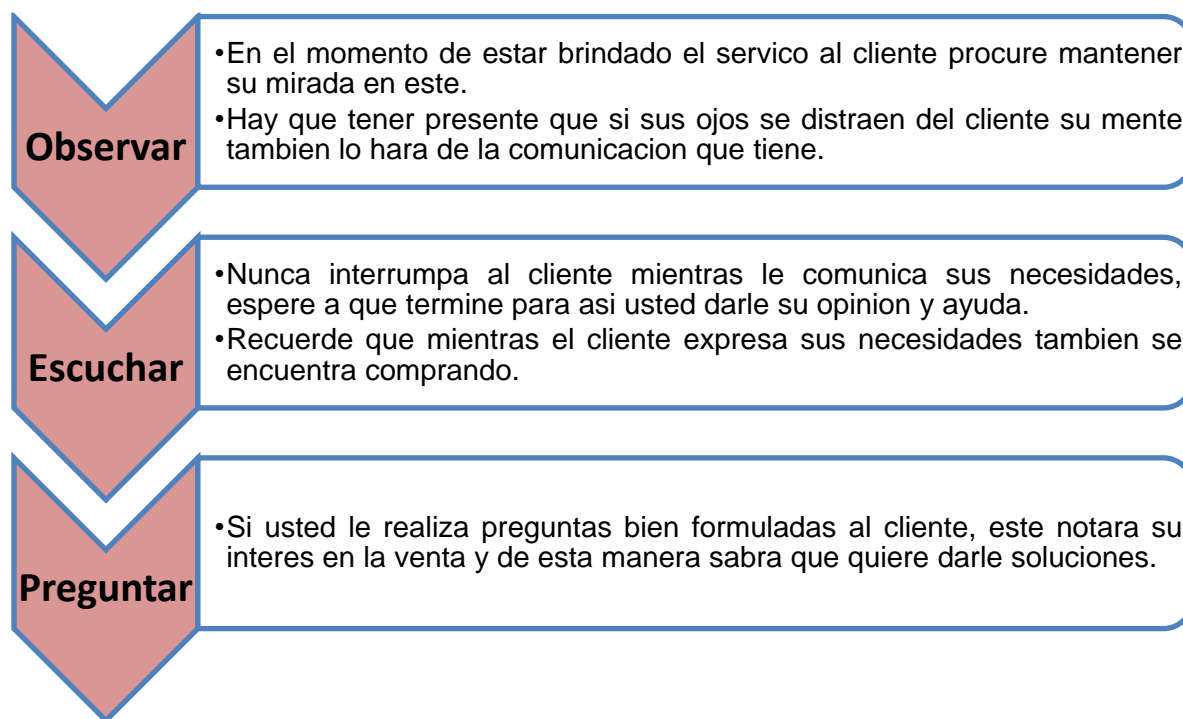 Observar
•En el momento de estar brindado el servico al cliente procure mantener
su mirada en este.
•Hay que tener presente que si sus ojos se distraen del cliente su mente
tambien lo hara de la comunicacion que tiene.
Escuchar
•Nunca interrumpa al cliente mientras le comunica sus necesidades,
espere a que termine para asi usted darle su opinion y ayuda.
•Recuerde que mientras el cliente expresa sus necesidades tambien se
encuentra comprando.
Preguntar
•Si usted le realiza preguntas bien formuladas al cliente, este notara su
interes en la venta y de esta manera sabra que quiere darle soluciones.